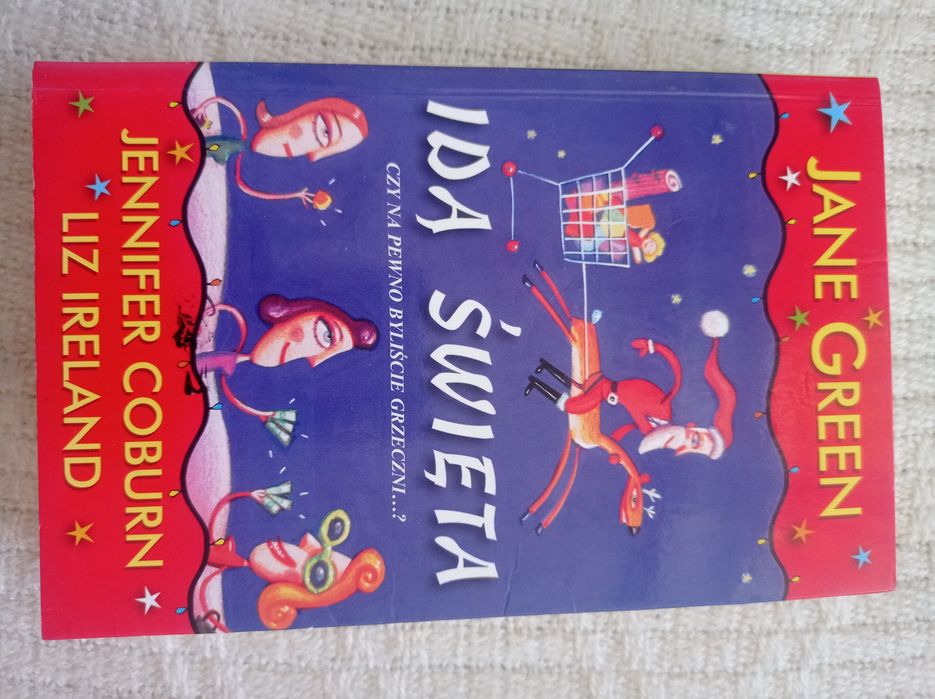 JANE GREEN
IDĄ ŚWIĘTA
CZY NA PEWNO BYLIŚCIE GRZECZNI...?
JENNIFER COBURN
LIZ IRELAND